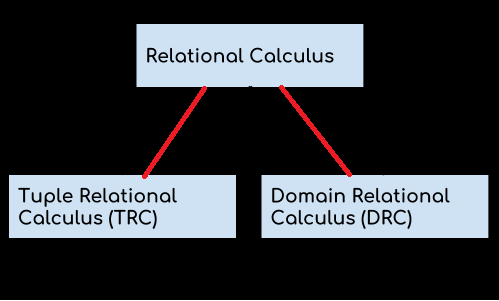 Relational Calculus
Tuple Relational
Calculus (TRC)
Domain Relational
Calculus (DRC)